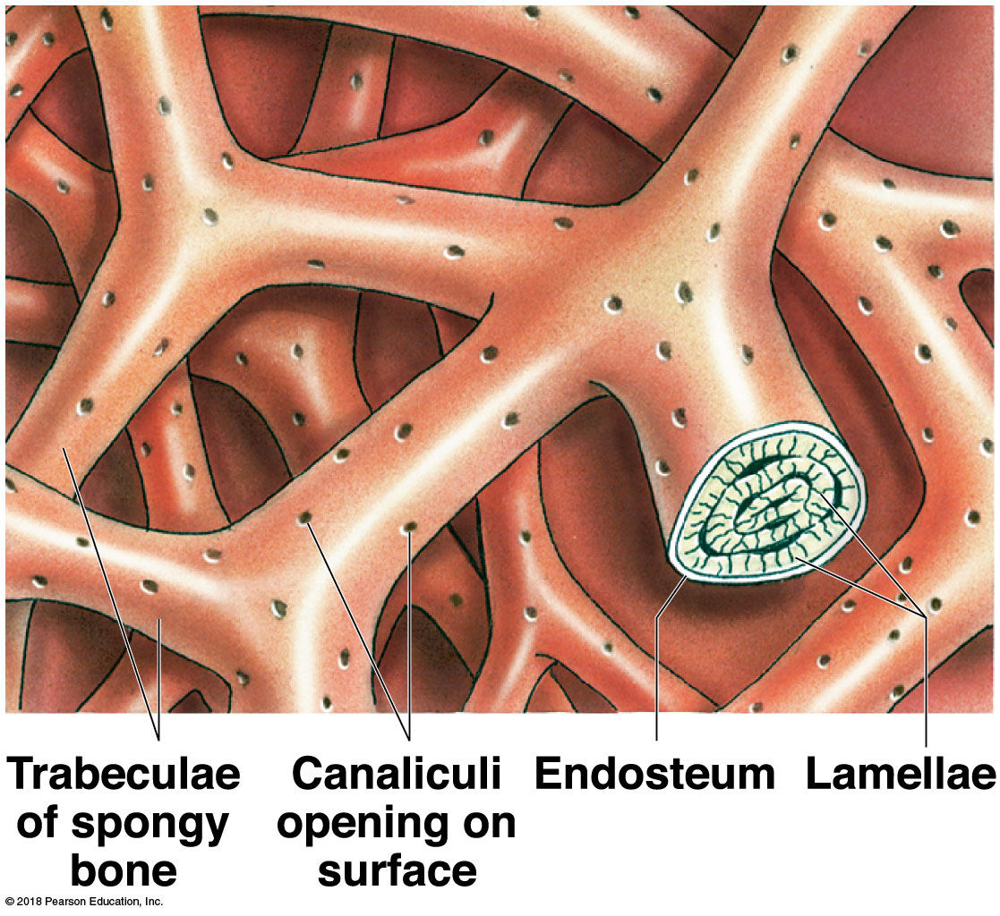 Trabeculae
of spongy
bone
Canaliculi
opening on
surface
Endosteum
Lamellae
© 2018 Pearson Education, Inc.